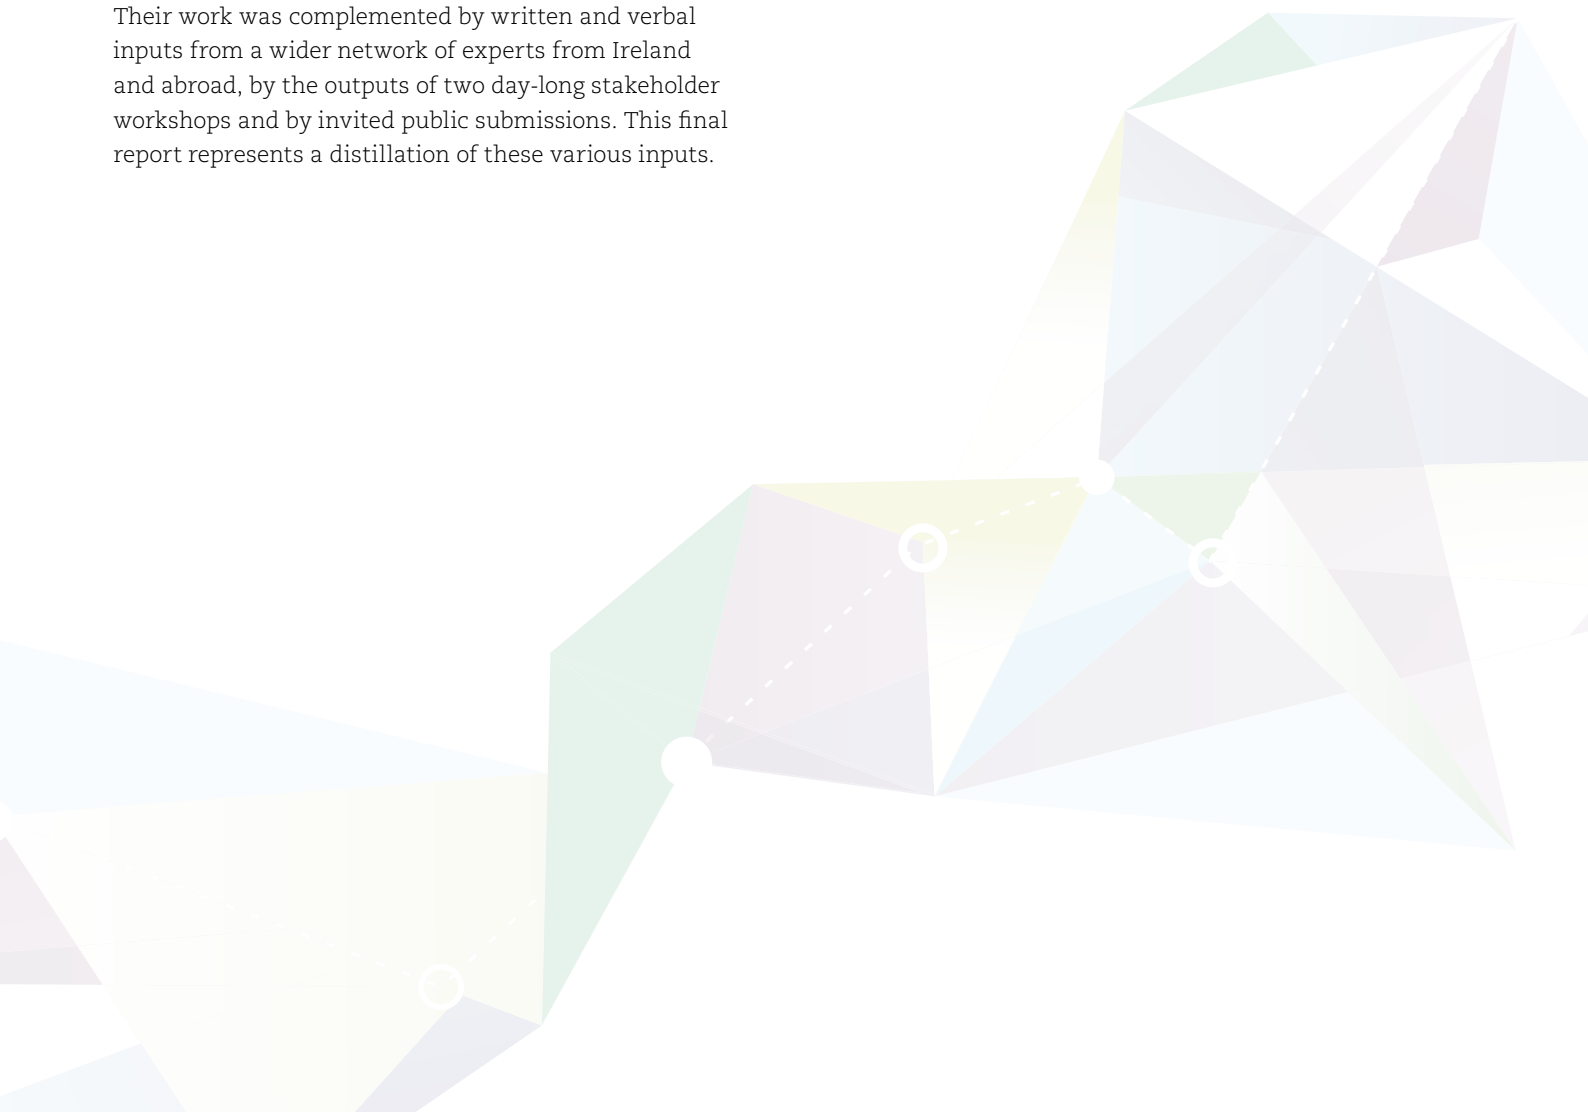 Their work was complemented by written and verbal
inputs from a wider network of experts from Ireland
and abroad, by the outputs of two day-long stakeholder
workshops and by invited public submissions. This final
report represents a distillation of these various inputs.